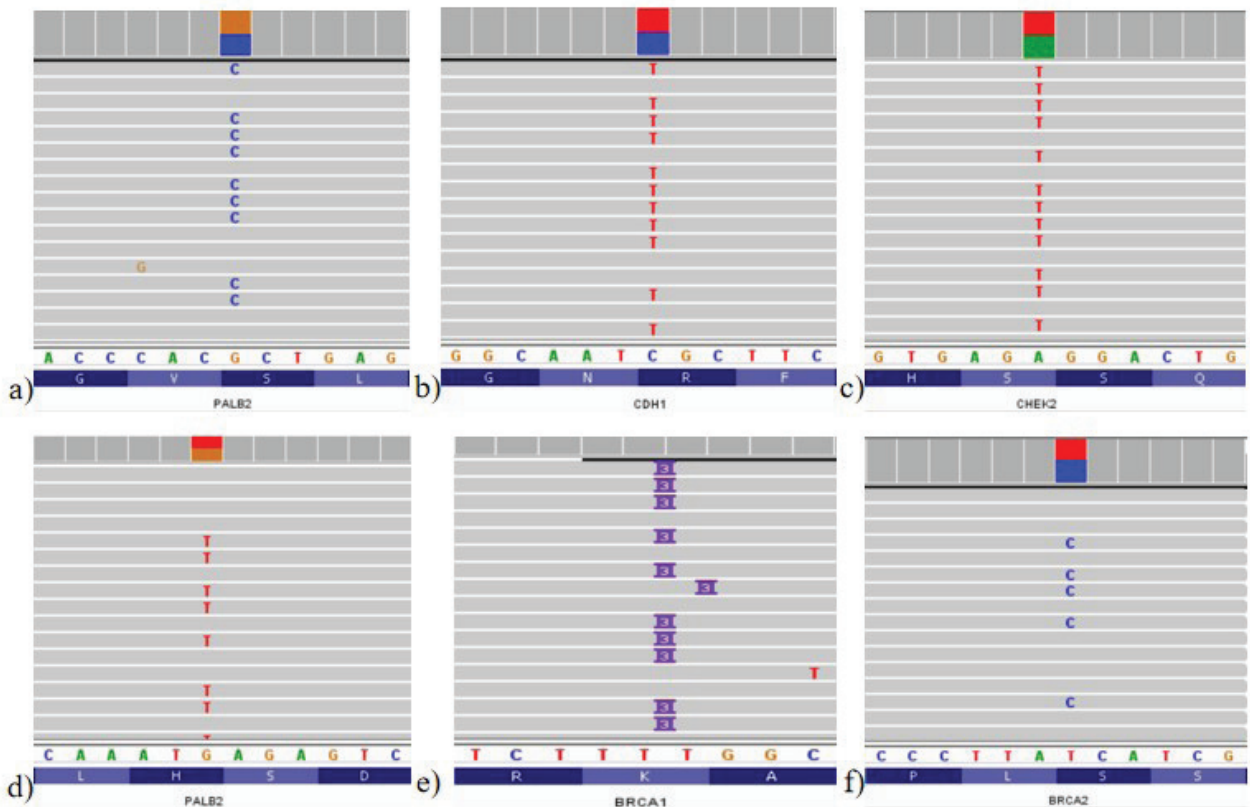 C
C
C
C
C
C
C
G
C
C
A C C C A C G C T G A G
G V S L
a) PALB2
T
T
T
T
T
T
T
T
T
T
T
G G C A A T C G C T T C
G N R F
b) CDH1
T
T
T
T
T
T
T
T
T
T
T
T
G T G A G A G G A C T G
H S S Q
c) CHEK2
T
T
T
T
T
T
T
T
C A A A T G A G A G T C
L H S D
d) PALB2
3
3
3
3
3
3
3
3
3
T
3
3
T C T T T T G G C
R K A
e) BRCA1
C
C
C
C
C
C C C T T A T C A T C G
P L S S
f) BRCA2